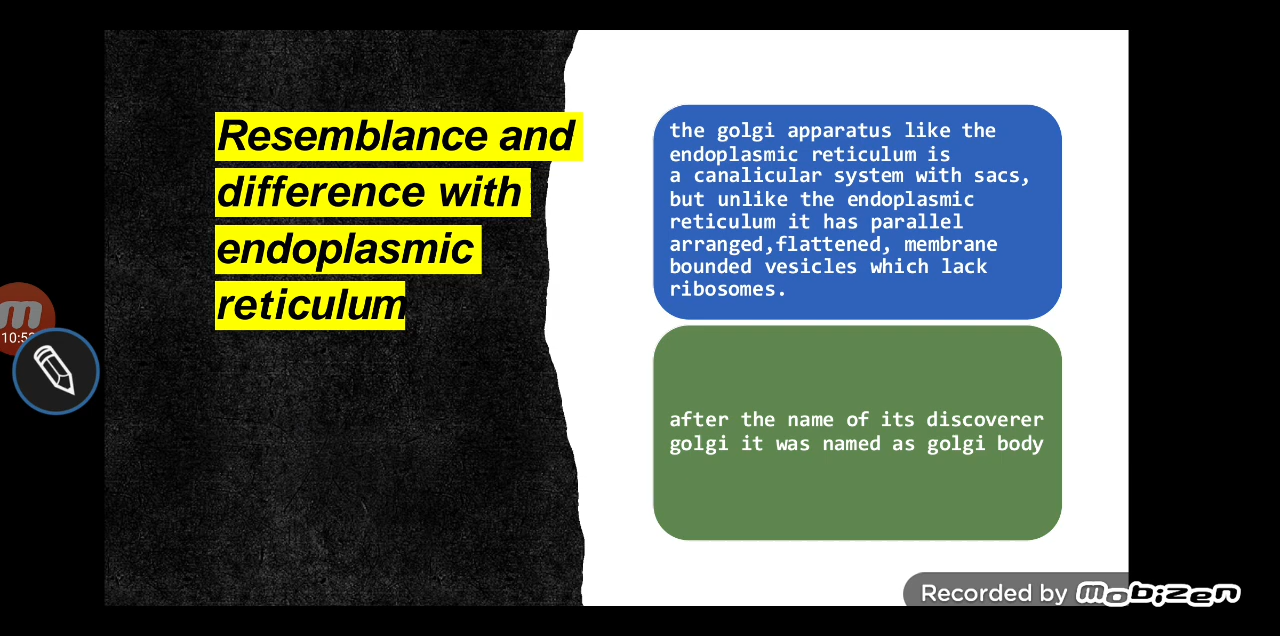 Resemblance and
difference with
endoplasmic
reticulum
the golgi apparatus like the
endoplasmic reticulum is
a canalicular system with sacs,
but unlike the endoplasmic
reticulum it has parallel
arranged,flattened, membrane
bounded vesicles which lack
ribosomes.
after the name of its discoverer
golgi it was named as golgi body
Recorded by mobizen